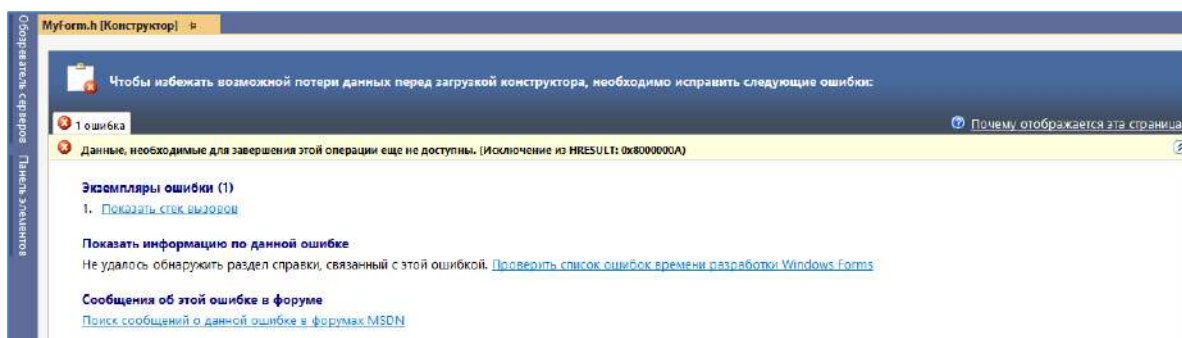 MyForm.h [Конструктор]
Обозреватель серверов
Панель элементов
Чтобы избежать возможной потери данных перед загрузкой конструктора, необходимо исправить следующие ошибки:
1 ошибка
Почему отображается эта страница
Данные, необходимые для завершения этой операции еще не доступны. (Исключение из HRESULT: 0x8000000A)
Экземпляры ошибки (1)
1. Показать стек вызовов
Показать информацию по данной ошибке
Не удалось обнаружить раздел справки, связанный с этой ошибкой. Проверить список ошибок времени разработки Windows Forms
Сообщения об этой ошибке в форуме
Поиск сообщений о данной ошибке в форумах MSDN